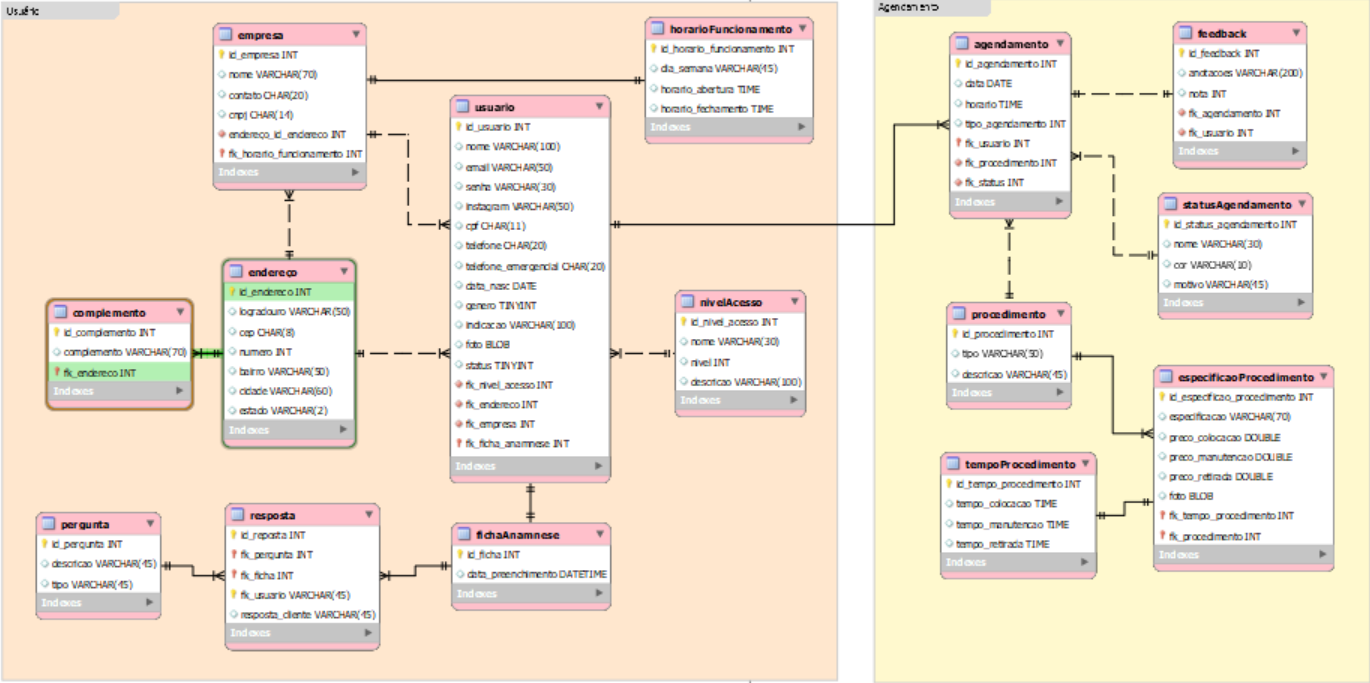 Usuário
empresa
id_empresa INT
nome VARCHAR(70)
contato CHAR(20)
cnpj CHAR(14)
endereço_id_endereco INT
fk_horario_funcionamento INT
Indexes
horarioFuncionamento
id_horario_funcionamento INT
dia_semana VARCHAR(45)
horario_abertura TIME
horario_fechamento TIME
Indexes
usuario
id_usuario INT
nome VARCHAR(100)
email VARCHAR(50)
senha VARCHAR(30)
instagram VARCHAR(50)
cpf CHAR(11)
telefone CHAR(20)
telefone_emergencial CHAR(20)
data_nasc DATE
genero TINYINT
indicacao VARCHAR(100)
foto BLOB
status TINYINT
fk_nivel_acesso INT
fk_endereco INT
fk_empresa INT
fk_ficha_anamnese INT
Indexes
endereço
id_endereco INT
logradouro VARCHAR(50)
cep CHAR(8)
numero INT
bairro VARCHAR(50)
cidade VARCHAR(60)
estado VARCHAR(2)
Indexes
complemento
id_complemento INT
complemento VARCHAR(70)
fk_endereco INT
Indexes
nivelAcesso
id_nivel_acesso INT
nome VARCHAR(30)
nivel INT
descricao VARCHAR(100)
Indexes
pergunta
id_pergunta INT
descricao VARCHAR(45)
tipo VARCHAR(45)
Indexes
resposta
id_reposta INT
fk_pergunta INT
fk_ficha INT
fk_usuario VARCHAR(45)
resposta_cliente VARCHAR(45)
Indexes
fichaAnamnese
id_ficha INT
data_preenchimento DATETIME
Indexes
Agendamento
agendamento
id_agendamento INT
data DATE
horario TIME
tipo_agendamento INT
fk_usuario INT
fk_procedimento INT
fk_status INT
Indexes
feedback
id_feedback INT
anotacoes VARCHAR(200)
nota INT
fk_agendamento INT
fk_usuario INT
Indexes
statusAgendamento
id_status_agendamento INT
nome VARCHAR(30)
cor VARCHAR(10)
motivo VARCHAR(45)
Indexes
procedimento
id_procedimento INT
tipo VARCHAR(50)
descricao VARCHAR(45)
Indexes
especificaoProcedimento
id_especificao_procedimento INT
especificacao VARCHAR(70)
preco_colocacao DOUBLE
preco_manutencao DOUBLE
preco_retirada DOUBLE
foto BLOB
fk_tempo_procedimento INT
fk_procedimento INT
Indexes
tempoProcedimento
id_tempo_procedimento INT
tempo_colocacao TIME
tempo_manutencao TIME
tempo_retirada TIME
Indexes